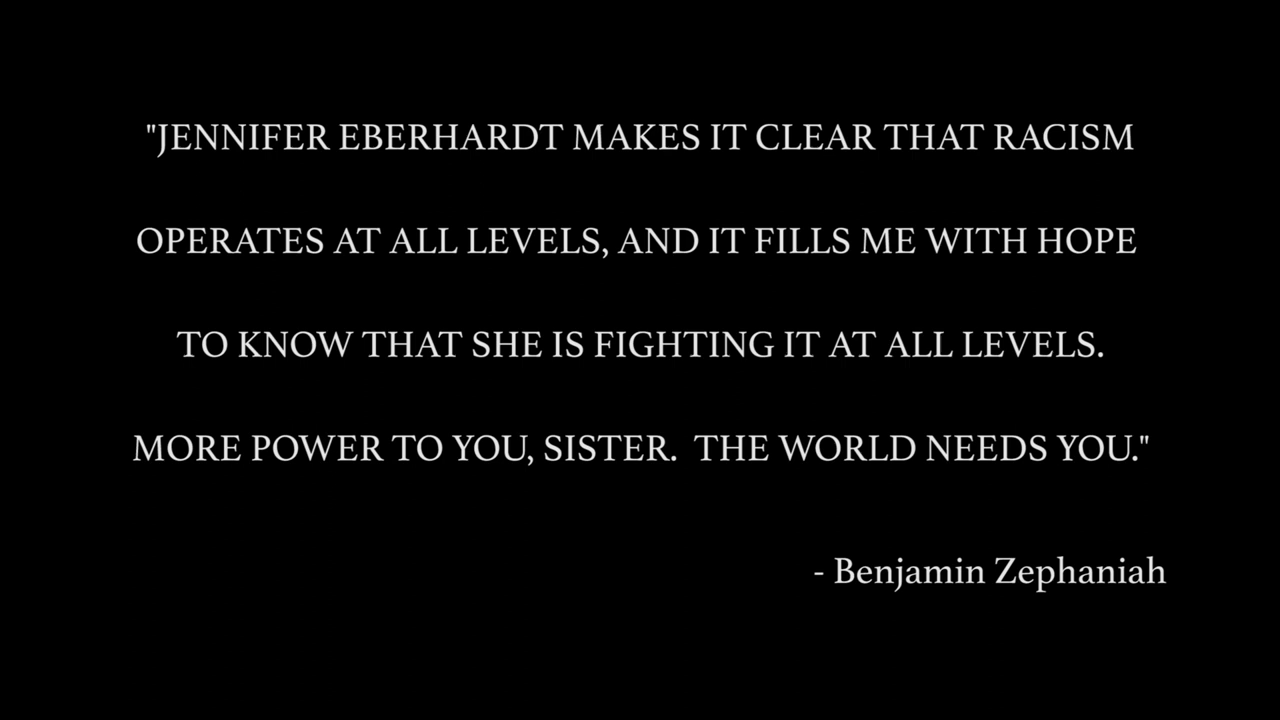 "JENNIFER EBERHARDT MAKES IT CLEAR THAT RACISM
OPERATES AT ALL LEVELS, AND IT FILLS ME WITH HOPE
TO KNOW THAT SHE IS FIGHTING IT AT ALL LEVELS.
MORE POWER TO YOU, SISTER.  THE WORLD NEEDS YOU."
- Benjamin Zephaniah